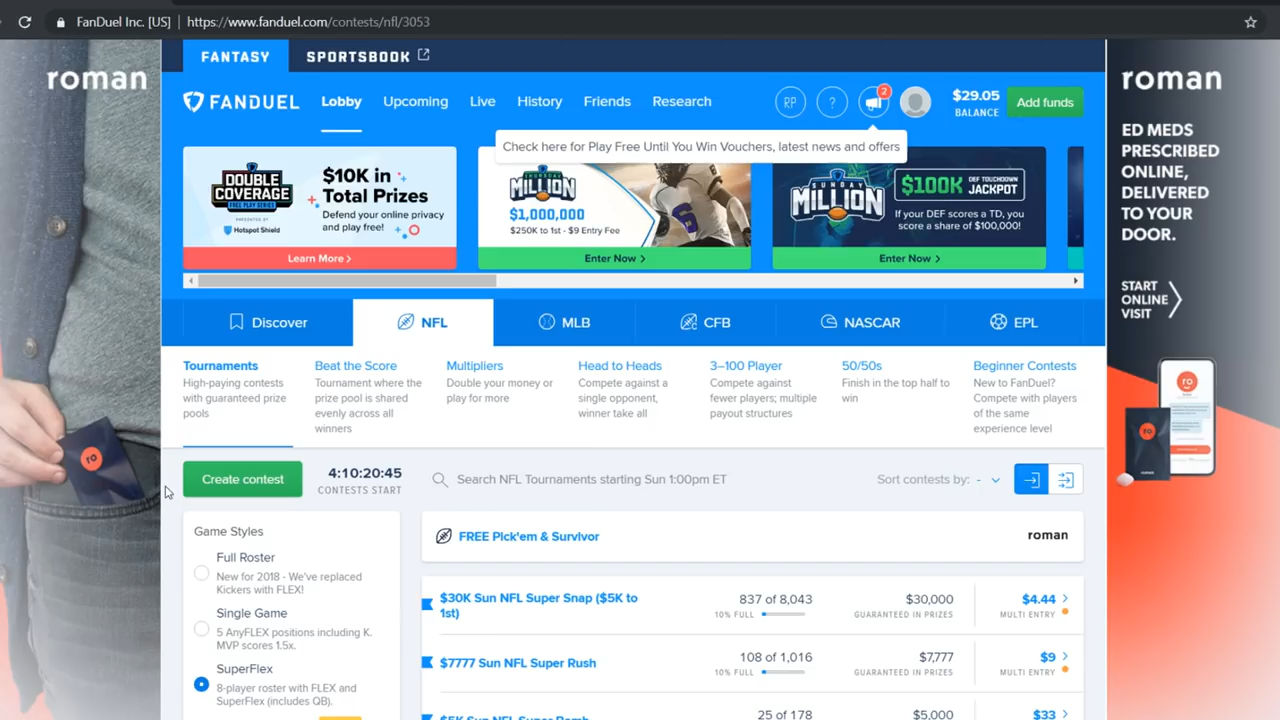 FanDuel Inc. [US] | https://www.fanduel.com/contests/nfl/3053
roman
FANTASY
SPORTSBOOK
FANDUEL
Lobby
Upcoming
Live
History
Friends
Research
RP
?
2
$29.05
BALANCE
Add funds
Check here for Play Free Until You Win Vouchers, latest news and offers
DOUBLE
COVERAGE
FREE PLAY SERIES
PRESENTED BY
Hotspot Shield
$10K in
Total Prizes
Defend your online privacy
and play free!
Learn More >
THURSDAY
MILLION
$1,000,000
$250K to 1st - $9 Entry Fee
Enter Now >
SUNDAY
MILLION
$100K DEF TOUCHDOWN
JACKPOT
If your DEF scores a TD, you
score a share of $100,000!
Enter Now >
roman
ED MEDS
PRESCRIBED
ONLINE,
DELIVERED
TO YOUR
DOOR.
START
ONLINE
VISIT
ro
ro
ro
Discover
NFL
MLB
CFB
NASCAR
EPL
Tournaments
High-paying contests
with guaranteed prize
pools
Beat the Score
Tournament where the
prize pool is shared
evenly across all
winners
Multipliers
Double your money or
play for more
Head to Heads
Compete against a
single opponent,
winner take all
3–100 Player
Compete against
fewer players; multiple
payout structures
50/50s
Finish in the top half to
win
Beginner Contests
New to FanDuel?
Compete with players
of the same
experience level
Create contest
4:10:20:45
CONTESTS START
Search NFL Tournaments starting Sun 1:00pm ET
Sort contests by: -
Game Styles
Full Roster
New for 2018 - We've replaced
Kickers with FLEX!
Single Game
5 AnyFLEX positions including K.
MVP scores 1.5x.
SuperFlex
8-player roster with FLEX and
SuperFlex (includes QB).
FREE Pick'em & Survivor
roman
$30K Sun NFL Super Snap ($5K to
1st)
837 of 8,043
10% FULL
$30,000
GUARANTEED IN PRIZES
$4.44
MULTI ENTRY
$7777 Sun NFL Super Rush
108 of 1,016
10% FULL
$7,777
GUARANTEED IN PRIZES
$9
MULTI ENTRY
$5K Sun NFL Super Bomb
25 of 178
$5,000
$33